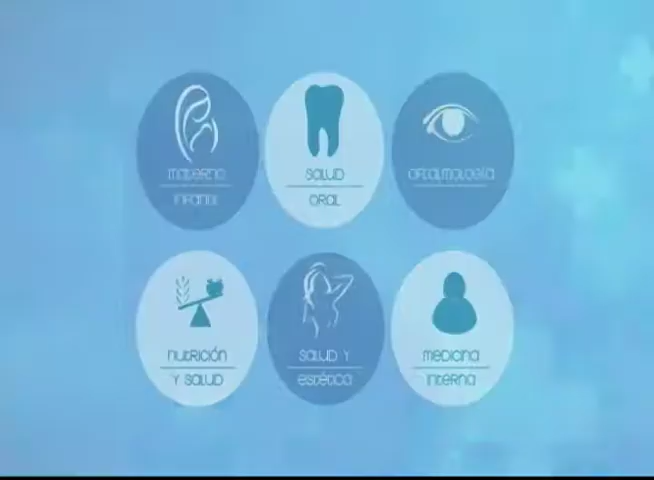 materno
infantil
SALUD
ORAL
oftalmología
nutrición
Y SALUD
SALUD Y
estética
medicina
interna